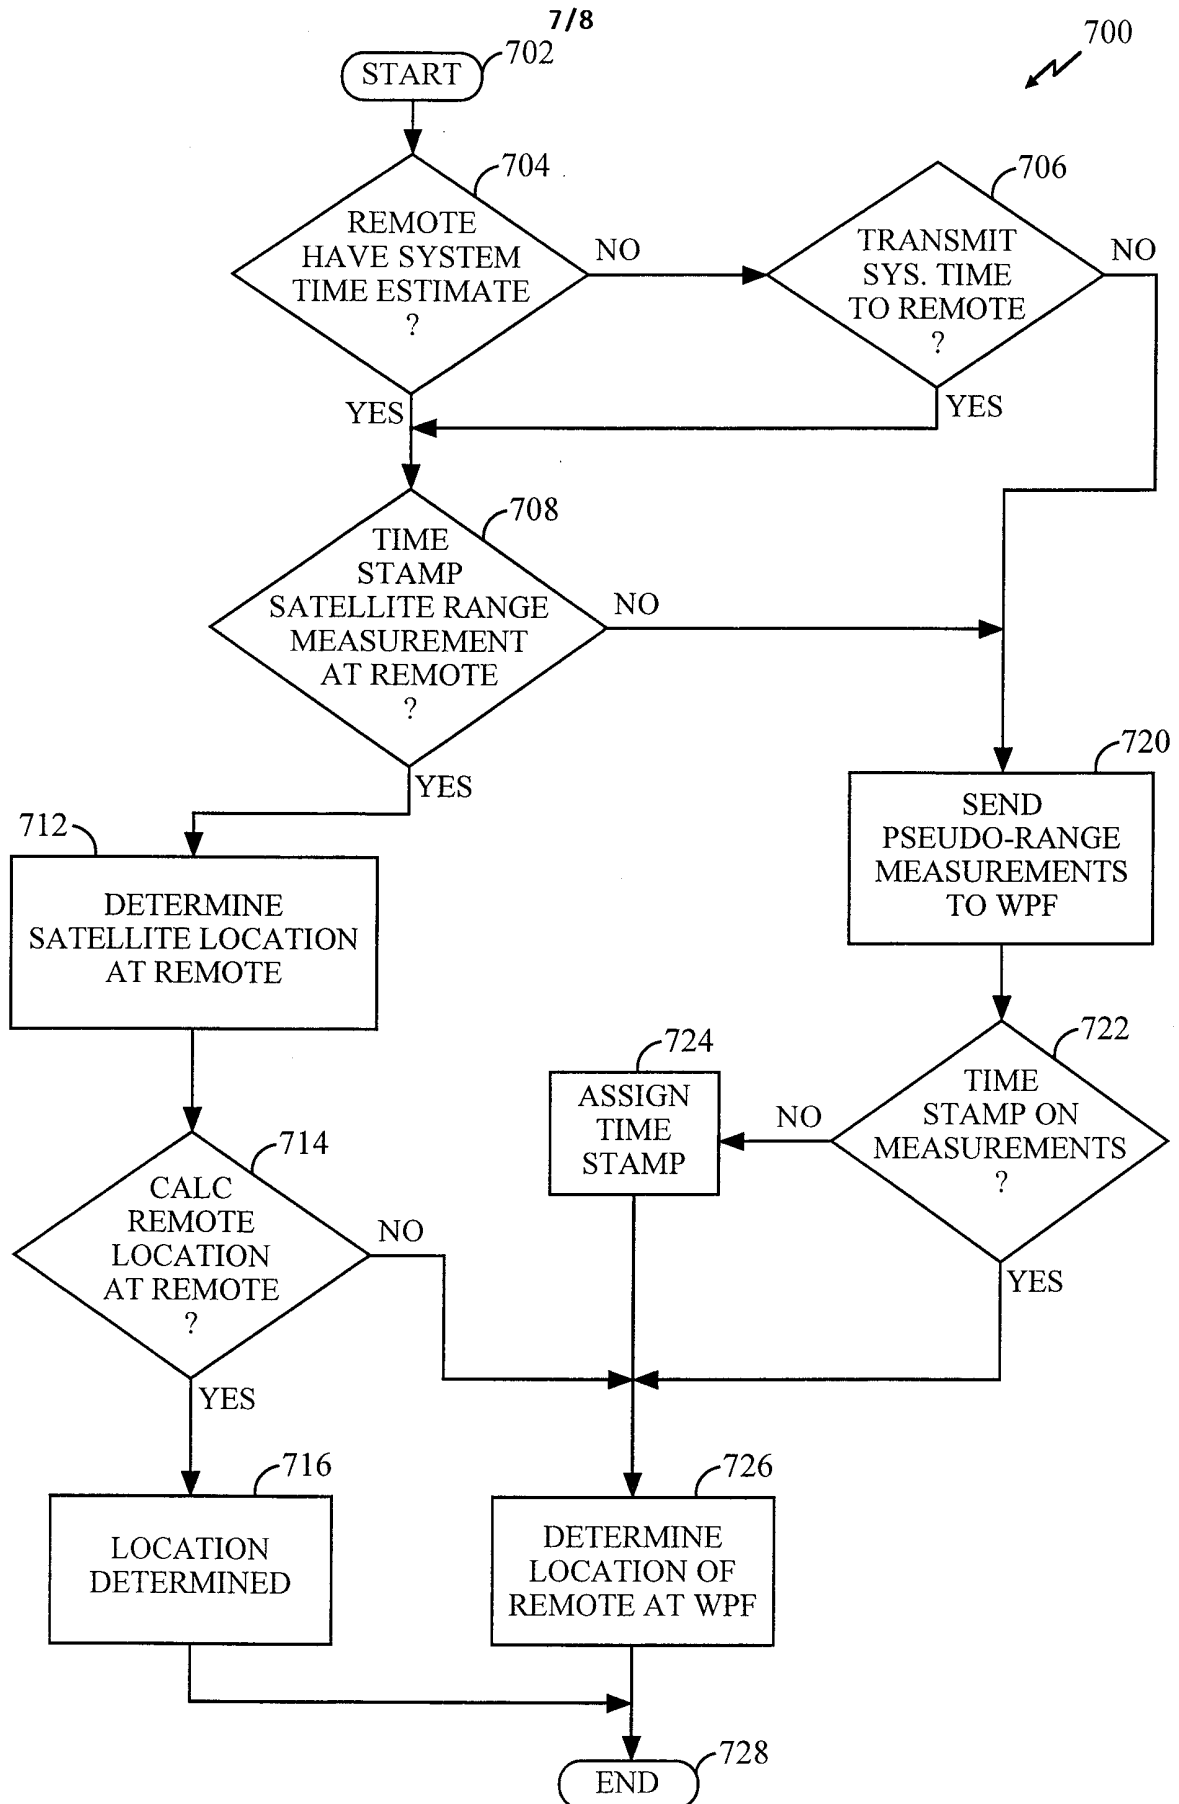 7/8
700
702
START
704
REMOTE
HAVE SYSTEM
TIME ESTIMATE
?
NO
YES
706
TRANSMIT
SYS. TIME
TO REMOTE
?
NO
YES
708
TIME
STAMP
SATELLITE RANGE
MEASUREMENT
AT REMOTE
?
NO
YES
712
DETERMINE
SATELLITE LOCATION
AT REMOTE
720
SEND
PSEUDO-RANGE
MEASUREMENTS
TO WPF
722
TIME
STAMP ON
MEASUREMENTS
?
NO
YES
724
ASSIGN
TIME
STAMP
714
CALC
REMOTE
LOCATION
AT REMOTE
?
NO
YES
716
LOCATION
DETERMINED
726
DETERMINE
LOCATION OF
REMOTE AT WPF
728
END